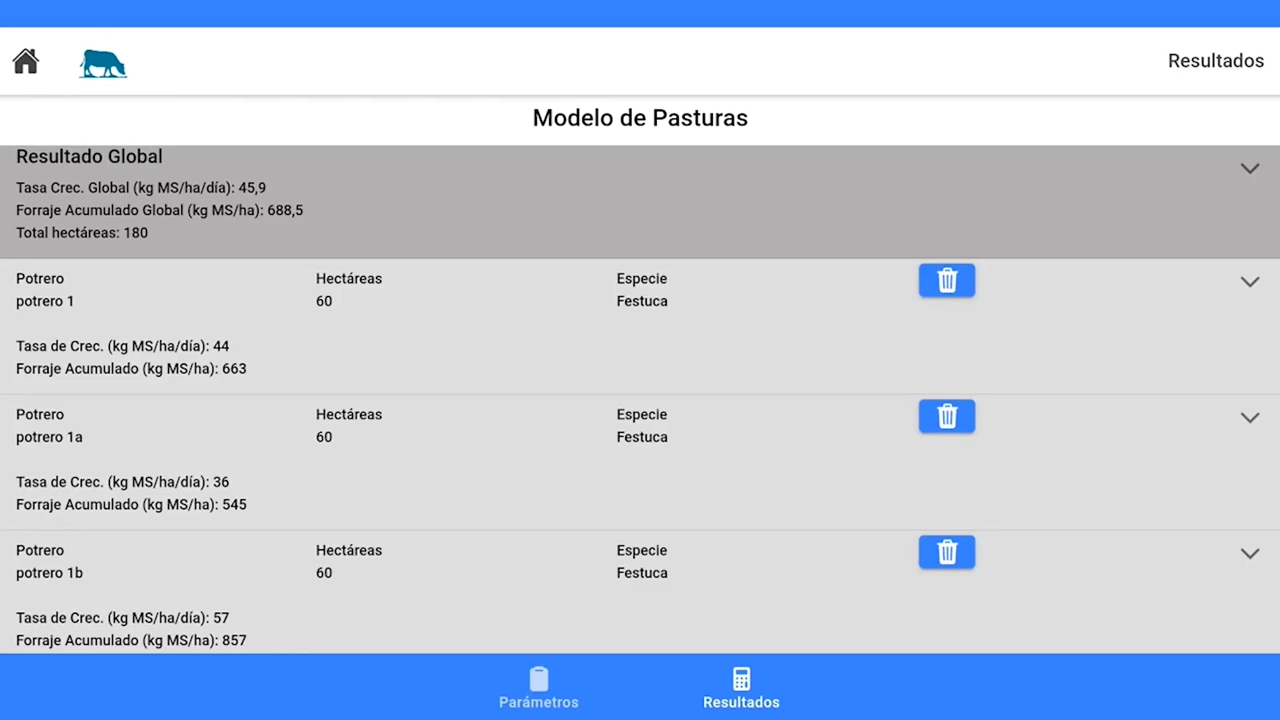 Resultados
Modelo de Pasturas
Resultado Global
Tasa Crec. Global (kg MS/ha/día): 45,9
Forraje Acumulado Global (kg MS/ha): 688,5
Total hectáreas: 180
Potrero Hectáreas Especie
potrero 1 60 Festuca
Tasa de Crec. (kg MS/ha/día): 44
Forraje Acumulado (kg MS/ha): 663
Potrero Hectáreas Especie
potrero 1a 60 Festuca
Tasa de Crec. (kg MS/ha/día): 36
Forraje Acumulado (kg MS/ha): 545
Potrero Hectáreas Especie
potrero 1b 60 Festuca
Tasa de Crec. (kg MS/ha/día): 57
Forraje Acumulado (kg MS/ha): 857
Parámetros Resultados